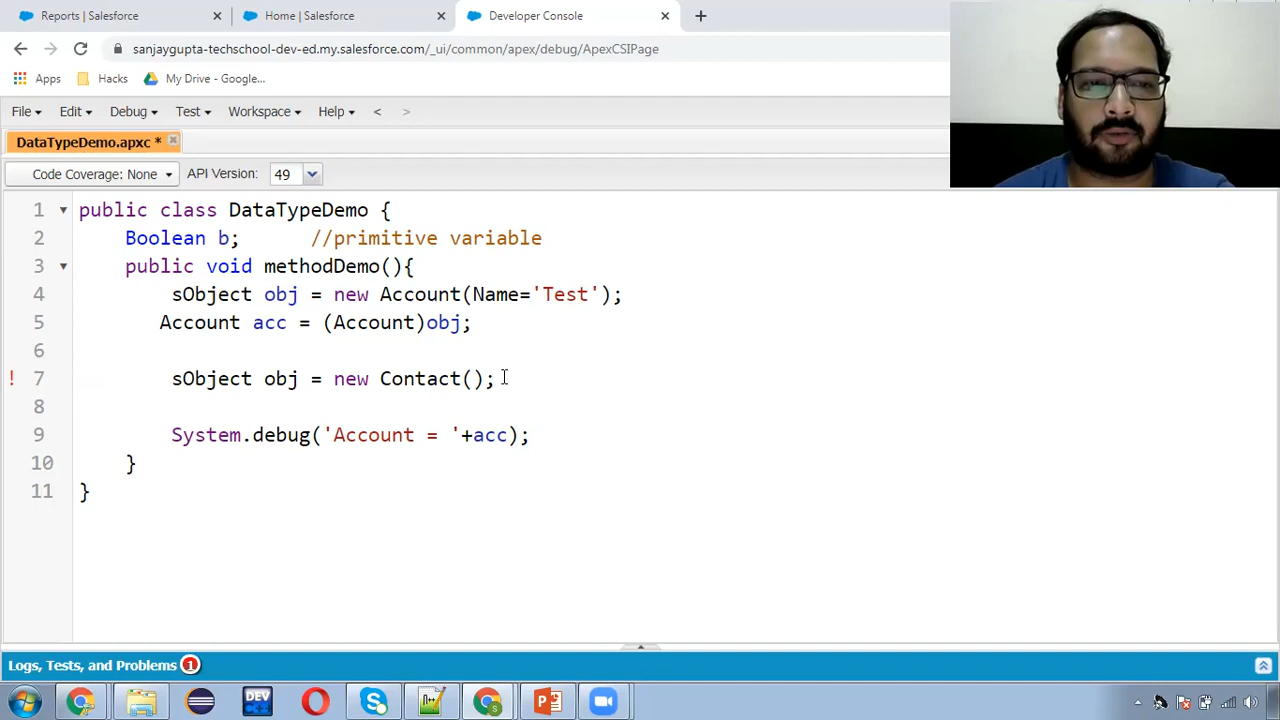 Reports | Salesforce
Home | Salesforce
Developer Console
sanjaygupta-techschool-dev-ed.my.salesforce.com/_ui/common/apex/debug/ApexCSIPage
Apps Hacks My Drive - Google...
File Edit Debug Test Workspace Help < >
DataTypeDemo.apxc *
Code Coverage: None API Version: 49
1 public class DataTypeDemo {
2 Boolean b; //primitive variable
3 public void methodDemo(){
4 sObject obj = new Account(Name='Test');
5 Account acc = (Account)obj;
6
! 7 sObject obj = new Contact();
8
9 System.debug('Account = '+acc);
10 }
11 }
Logs, Tests, and Problems 1
DEV C++